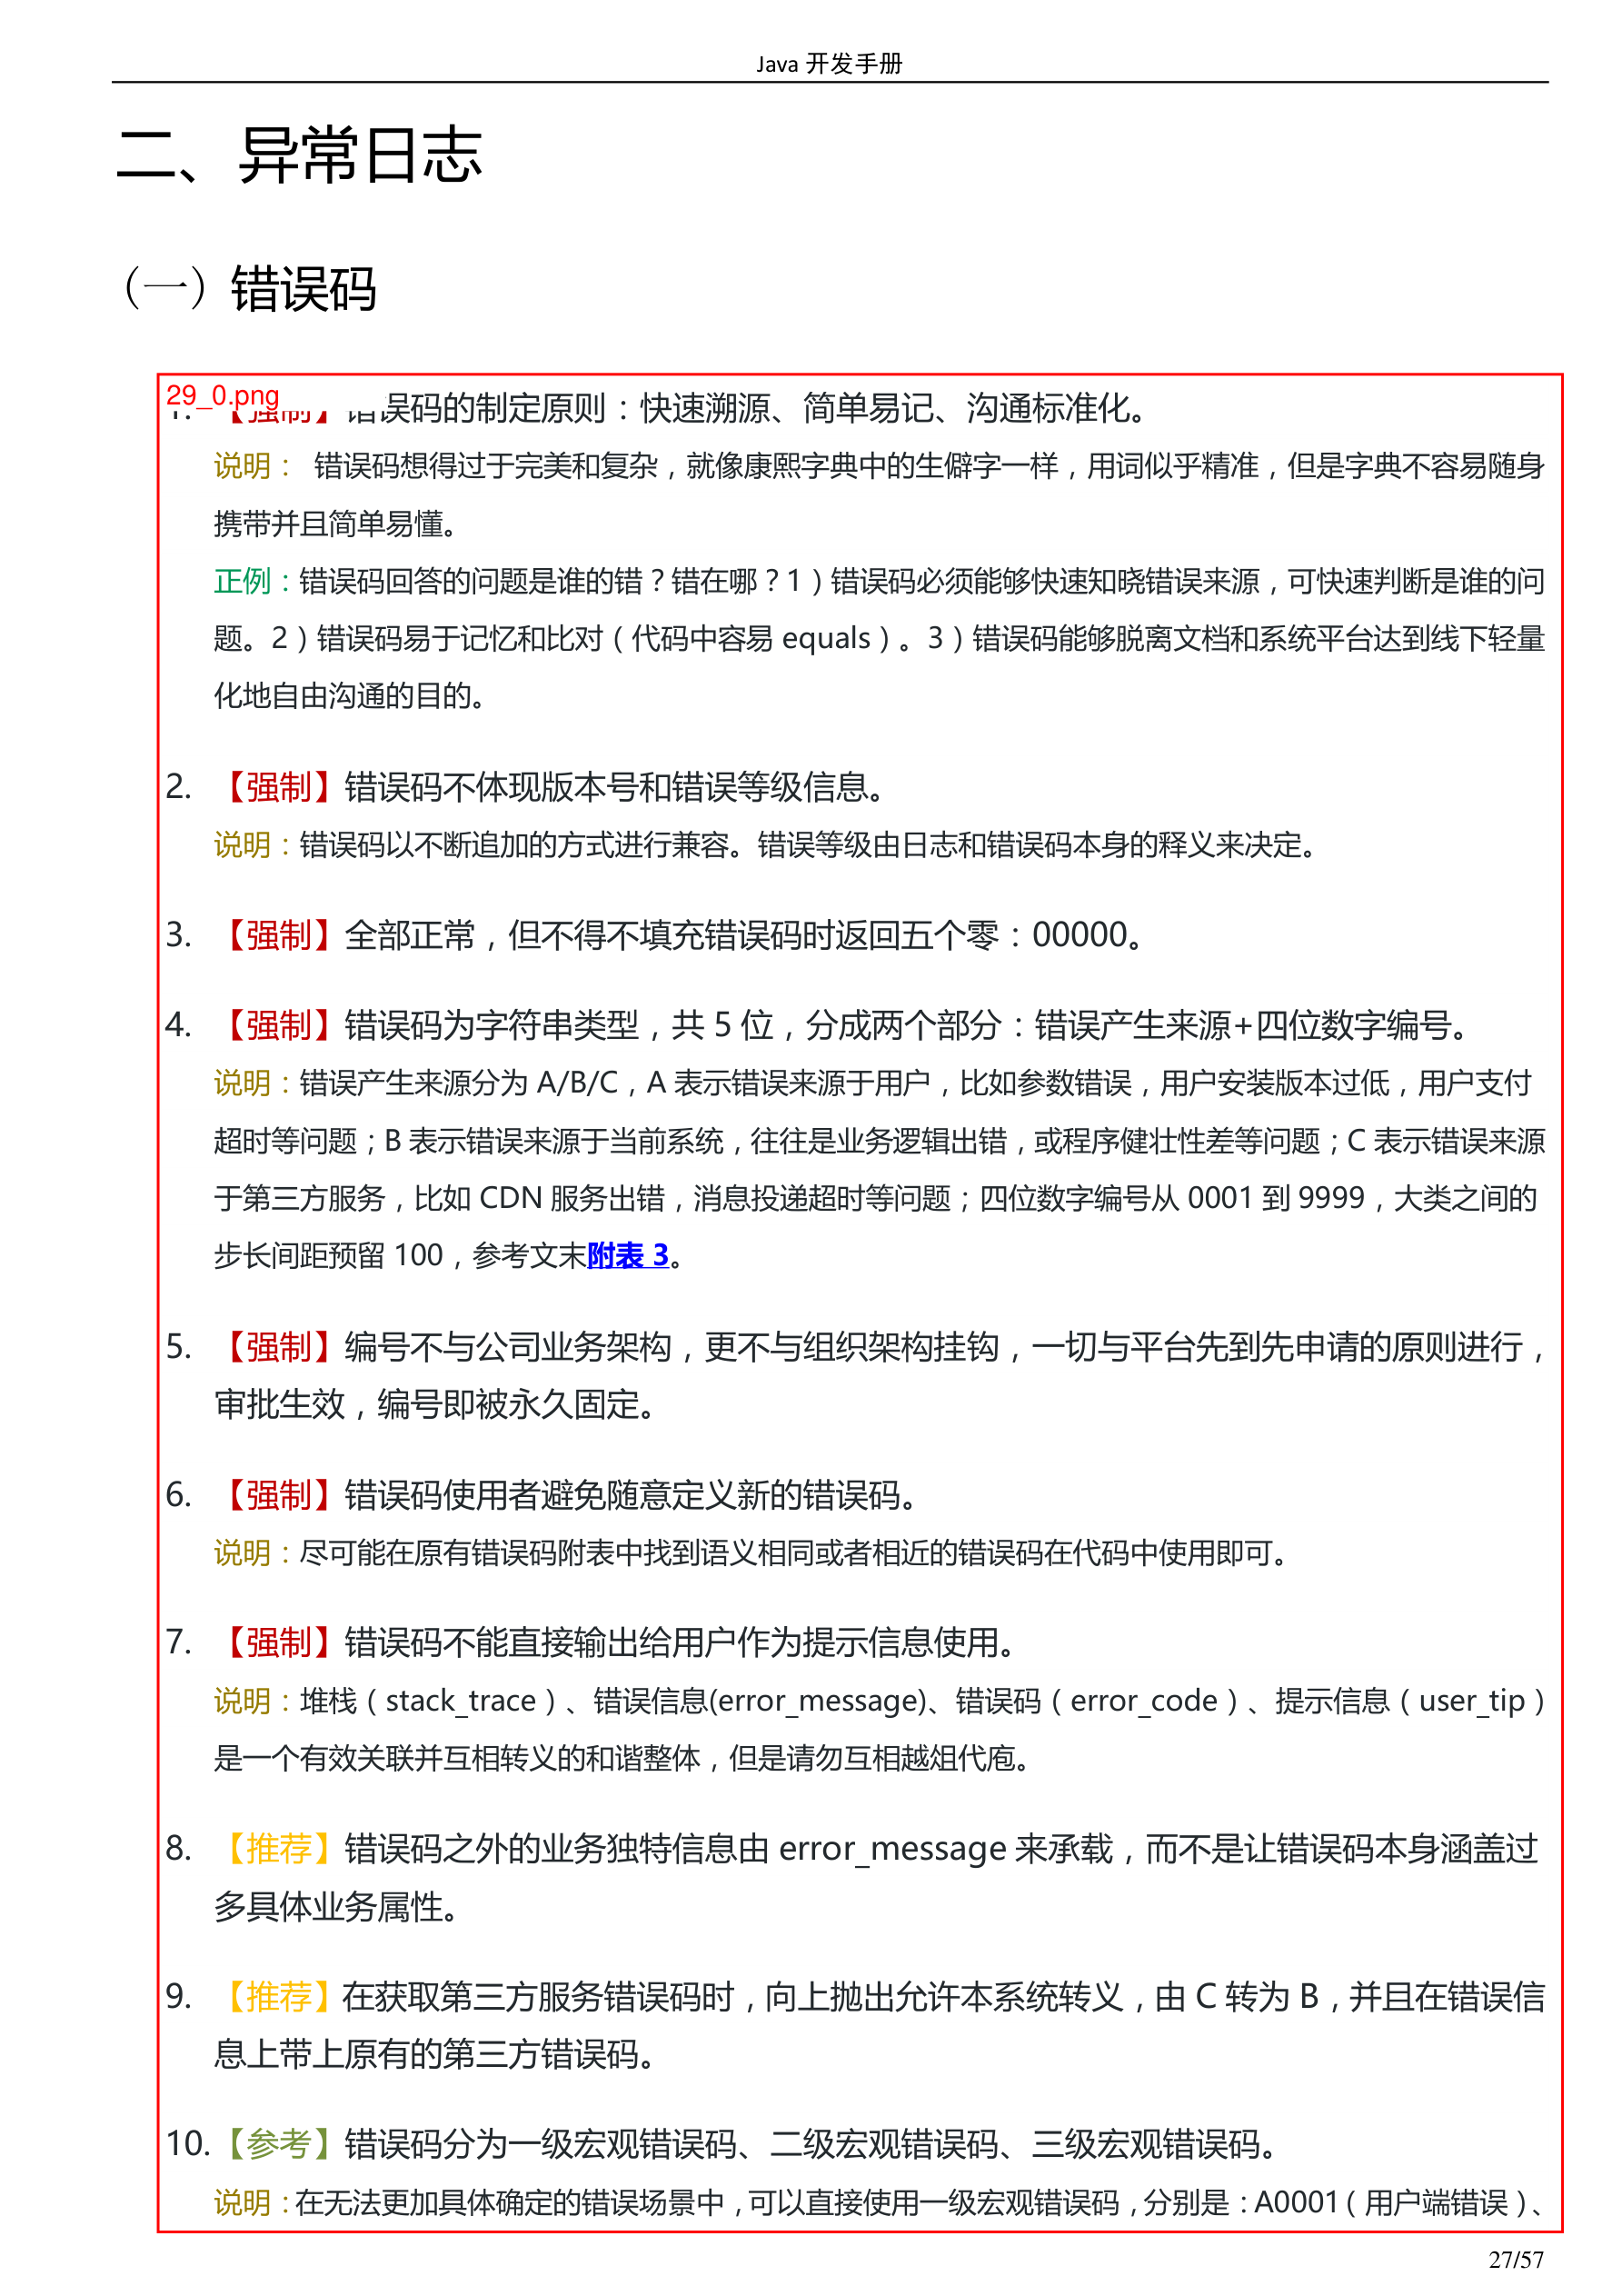 Java 开发手册
二、异常日志
（一）错误码
29_0.png
1. 【强制】错误码的制定原则：快速溯源、简单易记、沟通标准化。
说明： 错误码想得过于完美和复杂，就像康熙字典中的生僻字一样，用词似乎精准，但是字典不容易随身
携带并且简单易懂。
正例：错误码回答的问题是谁的错？错在哪？1）错误码必须能够快速知晓错误来源，可快速判断是谁的问
题。2）错误码易于记忆和比对（代码中容易 equals）。3）错误码能够脱离文档和系统平台达到线下轻量
化地自由沟通的目的。
2. 【强制】错误码不体现版本号和错误等级信息。
说明：错误码以不断追加的方式进行兼容。错误等级由日志和错误码本身的释义来决定。
3. 【强制】全部正常，但不得不填充错误码时返回五个零：00000。
4. 【强制】错误码为字符串类型，共 5 位，分成两个部分：错误产生来源+四位数字编号。
说明：错误产生来源分为 A/B/C，A 表示错误来源于用户，比如参数错误，用户安装版本过低，用户支付
超时等问题；B 表示错误来源于当前系统，往往是业务逻辑出错，或程序健壮性差等问题；C 表示错误来源
于第三方服务，比如 CDN 服务出错，消息投递超时等问题；四位数字编号从 0001 到 9999，大类之间的
步长间距预留 100，参考文末附表 3。
5. 【强制】编号不与公司业务架构，更不与组织架构挂钩，一切与平台先到先申请的原则进行，
审批生效，编号即被永久固定。
6. 【强制】错误码使用者避免随意定义新的错误码。
说明：尽可能在原有错误码附表中找到语义相同或者相近的错误码在代码中使用即可。
7. 【强制】错误码不能直接输出给用户作为提示信息使用。
说明：堆栈（stack_trace）、错误信息(error_message)、错误码（error_code）、提示信息（user_tip）
是一个有效关联并互相转义的和谐整体，但是请勿互相越俎代庖。
8. 【推荐】错误码之外的业务独特信息由 error_message 来承载，而不是让错误码本身涵盖过
多具体业务属性。
9. 【推荐】在获取第三方服务错误码时，向上抛出允许本系统转义，由 C 转为 B，并且在错误信
息上带上原有的第三方错误码。
10.【参考】错误码分为一级宏观错误码、二级宏观错误码、三级宏观错误码。
说明：在无法更加具体确定的错误场景中，可以直接使用一级宏观错误码，分别是：A0001（用户端错误）、
27/57